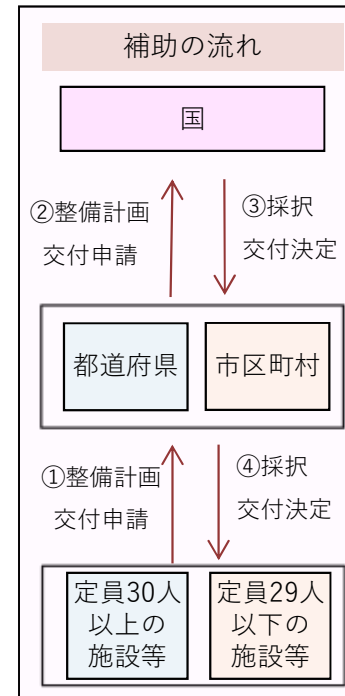 補助の流れ
国
②整備計画
交付申請
③採択
交付決定
都道府県
市区町村
①整備計画
交付申請
④採択
交付決定
定員30人
以上の
施設等
定員29人
以下の
施設等